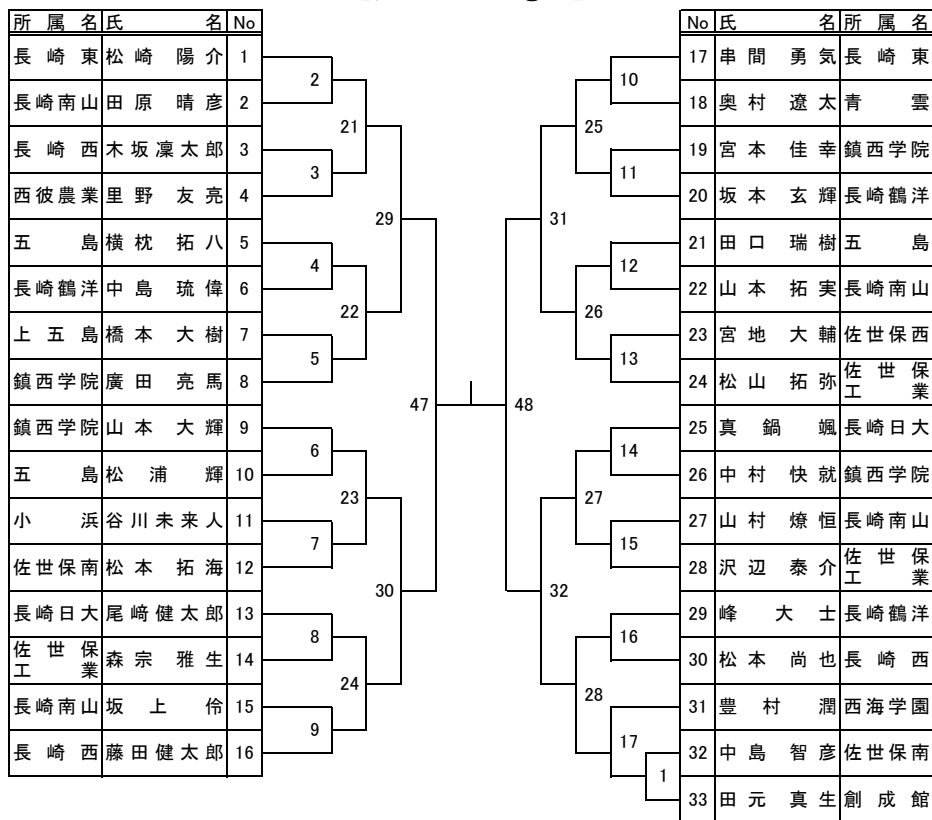 所属名 氏名 No
長崎東 松崎陽介 1
長崎南山 田原晴彦 2
長崎西 木坂凜太郎 3
西彼農業 里野友亮 4
五島 横枕拓八 5
長崎鶴洋 中島琉偉 6
上五島 橋本大樹 7
鎮西学院 廣田亮馬 8
鎮西学院 山本大輝 9
五島 松浦輝 10
小浜 谷川未来人 11
佐世保南 松本拓海 12
長崎日大 尾﨑健太郎 13
佐世保工業 森宗雅生 14
長崎南山 坂上伶 15
長崎西 藤田健太郎 16
2
3
4
5
6
7
8
9
21
22
23
24
29
30
47
48
31
32
25
26
27
28
10
11
12
13
14
15
16
17
1
No 氏名 所属名
17 串間勇気 長崎東
18 奥村遼太 青雲
19 宮本佳幸 鎮西学院
20 坂本玄輝 長崎鶴洋
21 田口瑞樹 五島
22 山本拓実 長崎南山
23 宮地大輔 佐世保西
24 松山拓弥 佐世保工業
25 真鍋颯 長崎日大
26 中村快就 鎮西学院
27 山村燎恒 長崎南山
28 沢辺泰介 佐世保工業
29 峰大士 長崎鶴洋
30 松本尚也 長崎西
31 豊村潤 西海学園
32 中島智彦 佐世保南
33 田元真生 創成館